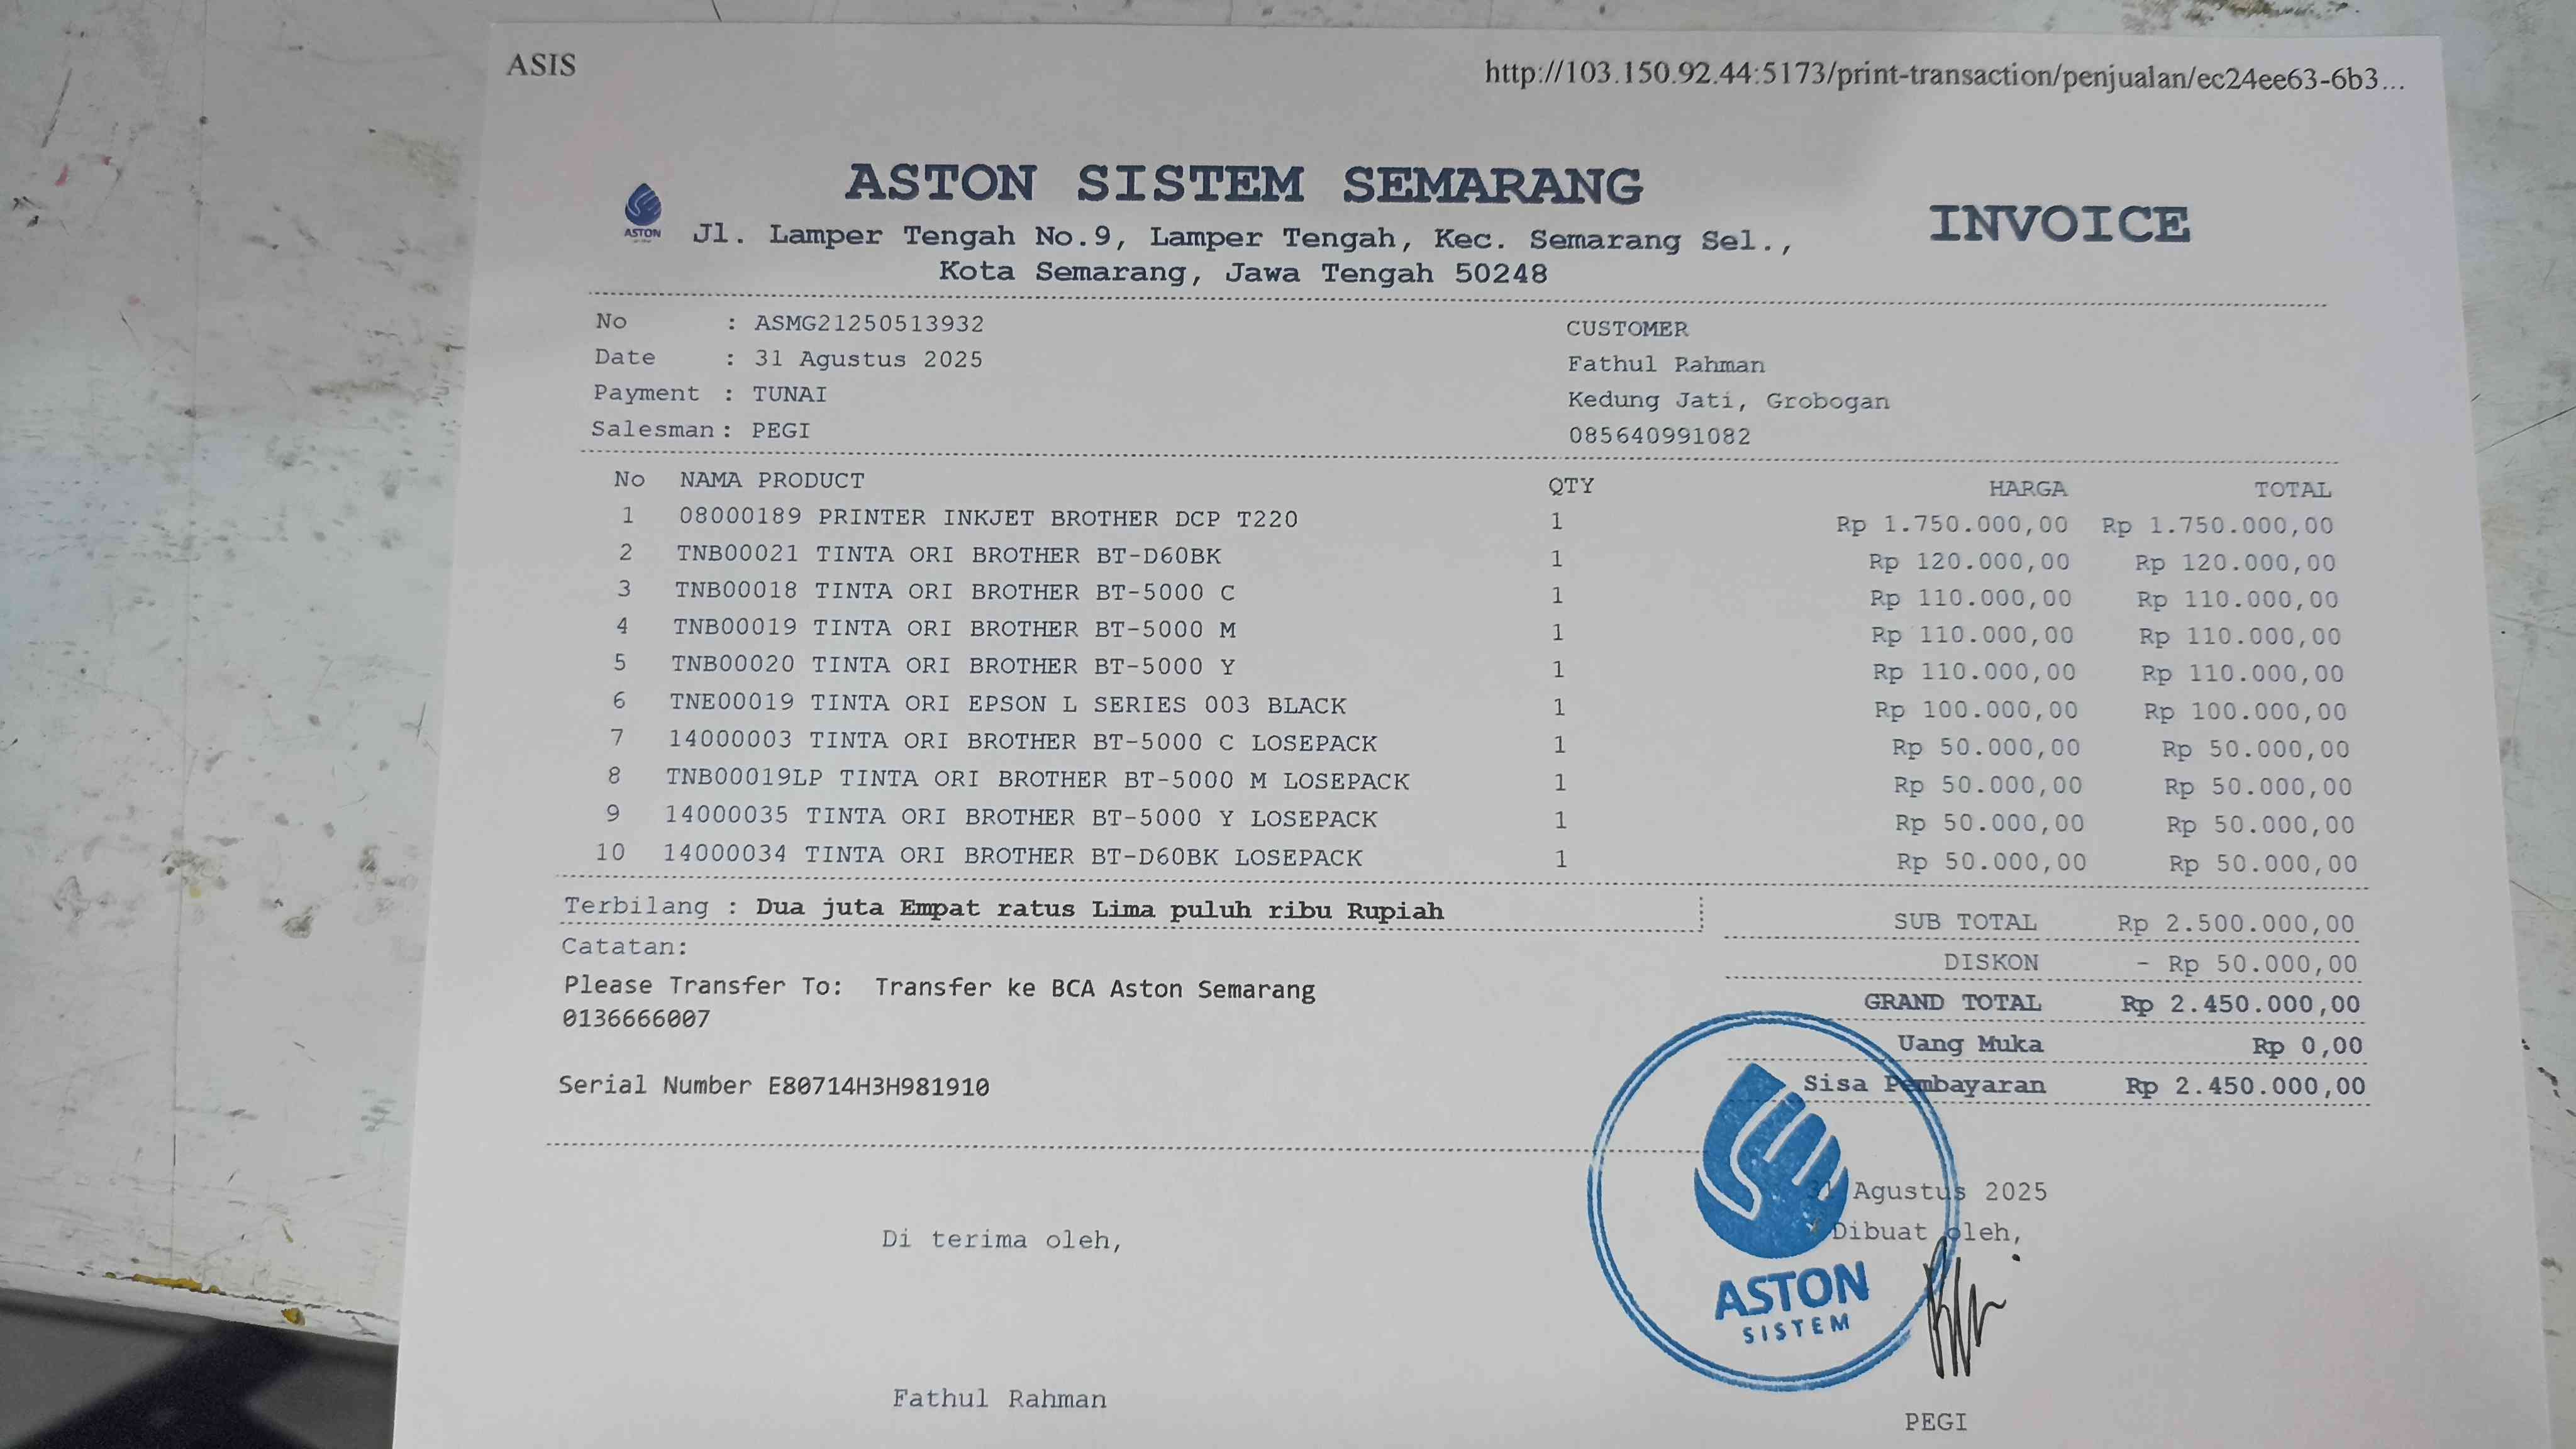 ASIS
http://103.150.92.44:5173/print-transaction/penjualan/ec24ee63-6b3...
ASTON SISTEM SEMARANG
INVOICE
ASTON
Jl. Lamper Tengah No.9, Lamper Tengah, Kec. Semarang Sel.,
Kota Semarang, Jawa Tengah 50248
No : ASMG21250513932
Date : 31 Agustus 2025
Payment : TUNAI
Salesman : PEGI
CUSTOMER
Fathul Rahman
Kedung Jati, Grobogan
085640991082
No NAMA PRODUCT QTY HARGA TOTAL
1 08000189 PRINTER INKJET BROTHER DCP T220 1 Rp 1.750.000,00 Rp 1.750.000,00
2 TNB00021 TINTA ORI BROTHER BT-D60BK 1 Rp 120.000,00 Rp 120.000,00
3 TNB00018 TINTA ORI BROTHER BT-5000 C 1 Rp 110.000,00 Rp 110.000,00
4 TNB00019 TINTA ORI BROTHER BT-5000 M 1 Rp 110.000,00 Rp 110.000,00
5 TNB00020 TINTA ORI BROTHER BT-5000 Y 1 Rp 110.000,00 Rp 110.000,00
6 TNE00019 TINTA ORI EPSON L SERIES 003 BLACK 1 Rp 100.000,00 Rp 100.000,00
7 14000003 TINTA ORI BROTHER BT-5000 C LOSEPACK 1 Rp 50.000,00 Rp 50.000,00
8 TNB00019LP TINTA ORI BROTHER BT-5000 M LOSEPACK 1 Rp 50.000,00 Rp 50.000,00
9 14000035 TINTA ORI BROTHER BT-5000 Y LOSEPACK 1 Rp 50.000,00 Rp 50.000,00
10 14000034 TINTA ORI BROTHER BT-D60BK LOSEPACK 1 Rp 50.000,00 Rp 50.000,00
Terbilang : Dua juta Empat ratus Lima puluh ribu Rupiah
Catatan:
Please Transfer To: Transfer ke BCA Aston Semarang
0136666007
Serial Number E80714H3H981910
SUB TOTAL Rp 2.500.000,00
DISKON - Rp 50.000,00
GRAND TOTAL Rp 2.450.000,00
Uang Muka Rp 0,00
Sisa Pembayaran Rp 2.450.000,00
31 Agustus 2025
Di terima oleh,
Dibuat oleh,
ASTON
SISTEM
Fathul Rahman
PEGI